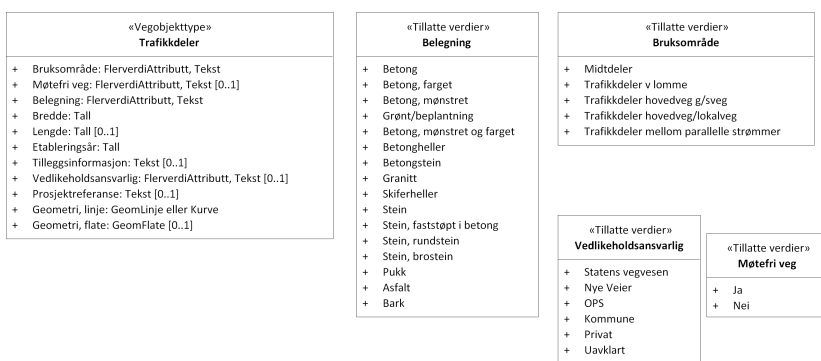 «Vegobjekttype»
Trafikkdeler
+ Bruksområde: FlerverdiAttributt, Tekst
+ Møtefri veg: FlerverdiAttributt, Tekst [0..1]
+ Belegning: FlerverdiAttributt, Tekst
+ Bredde: Tall
+ Lengde: Tall [0..1]
+ Etableringsår: Tall
+ Tilleggsinformasjon: Tekst [0..1]
+ Vedlikeholdsansvarlig: FlerverdiAttributt, Tekst [0..1]
+ Prosjektreferanse: Tekst [0..1]
+ Geometri, linje: GeomLinje eller Kurve
+ Geometri, flate: GeomFlate [0..1]
«Tillatte verdier»
Belegning
+ Betong
+ Betong, farget
+ Betong, mønstret
+ Grønt/beplantning
+ Betong, mønstret og farget
+ Betongheller
+ Betongstein
+ Granitt
+ Skiferheller
+ Stein
+ Stein, faststøpt i betong
+ Stein, rundstein
+ Stein, brostein
+ Pukk
+ Asfalt
+ Bark
«Tillatte verdier»
Bruksområde
+ Midtdeler
+ Trafikkdeler v lomme
+ Trafikkdeler hovedveg g/sveg
+ Trafikkdeler hovedveg/lokalveg
+ Trafikkdeler mellom parallelle strømmer
«Tillatte verdier»
Vedlikeholdsansvarlig
+ Statens vegvesen
+ Nye Veier
+ OPS
+ Kommune
+ Privat
+ Uavklart
«Tillatte verdier»
Møtefri veg
+ Ja
+ Nei